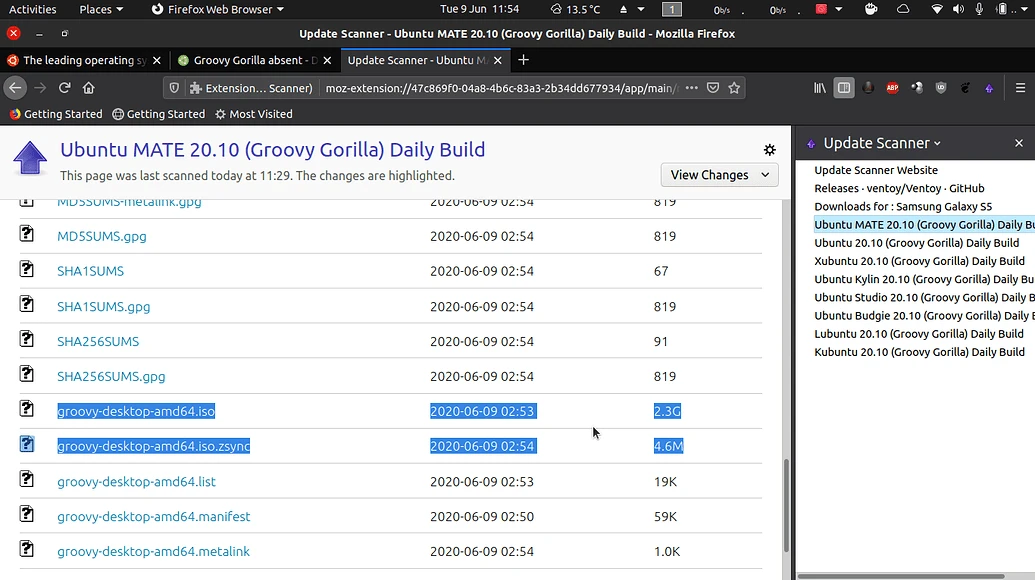 Activities Places Firefox Web Browser Tue 9 Jun 11:54 13.5°C 1 0b/s 0b/s
Update Scanner - Ubuntu MATE 20.10 (Groovy Gorilla) Daily Build - Mozilla Firefox
The leading operating sy Groovy Gorilla absent - D Update Scanner - Ubuntu M
Extension... Scanner) moz-extension://47c869f0-04a8-4b6c-83a3-2b34dd677934/app/main/ ABP
Getting Started Getting Started Most Visited
Ubuntu MATE 20.10 (Groovy Gorilla) Daily Build
This page was last scanned today at 11:29. The changes are highlighted.
View Changes
MD5SUMS-metalink.gpg 2020-06-09 02:54 819
MD5SUMS.gpg 2020-06-09 02:54 819
SHA1SUMS 2020-06-09 02:54 67
SHA1SUMS.gpg 2020-06-09 02:54 819
SHA256SUMS 2020-06-09 02:54 91
SHA256SUMS.gpg 2020-06-09 02:54 819
groovy-desktop-amd64.iso 2020-06-09 02:53 2.3G
groovy-desktop-amd64.iso.zsync 2020-06-09 02:54 4.6M
groovy-desktop-amd64.list 2020-06-09 02:53 19K
groovy-desktop-amd64.manifest 2020-06-09 02:50 59K
groovy-desktop-amd64.metalink 2020-06-09 02:54 1.0K
Update Scanner
Update Scanner Website
Releases · ventoy/Ventoy · GitHub
Downloads for : Samsung Galaxy S5
Ubuntu MATE 20.10 (Groovy Gorilla) Daily Bu
Ubuntu 20.10 (Groovy Gorilla) Daily Build
Xubuntu 20.10 (Groovy Gorilla) Daily Build
Ubuntu Kylin 20.10 (Groovy Gorilla) Daily Bu
Ubuntu Studio 20.10 (Groovy Gorilla) Daily B
Ubuntu Budgie 20.10 (Groovy Gorilla) Daily B
Lubuntu 20.10 (Groovy Gorilla) Daily Build
Kubuntu 20.10 (Groovy Gorilla) Daily Build